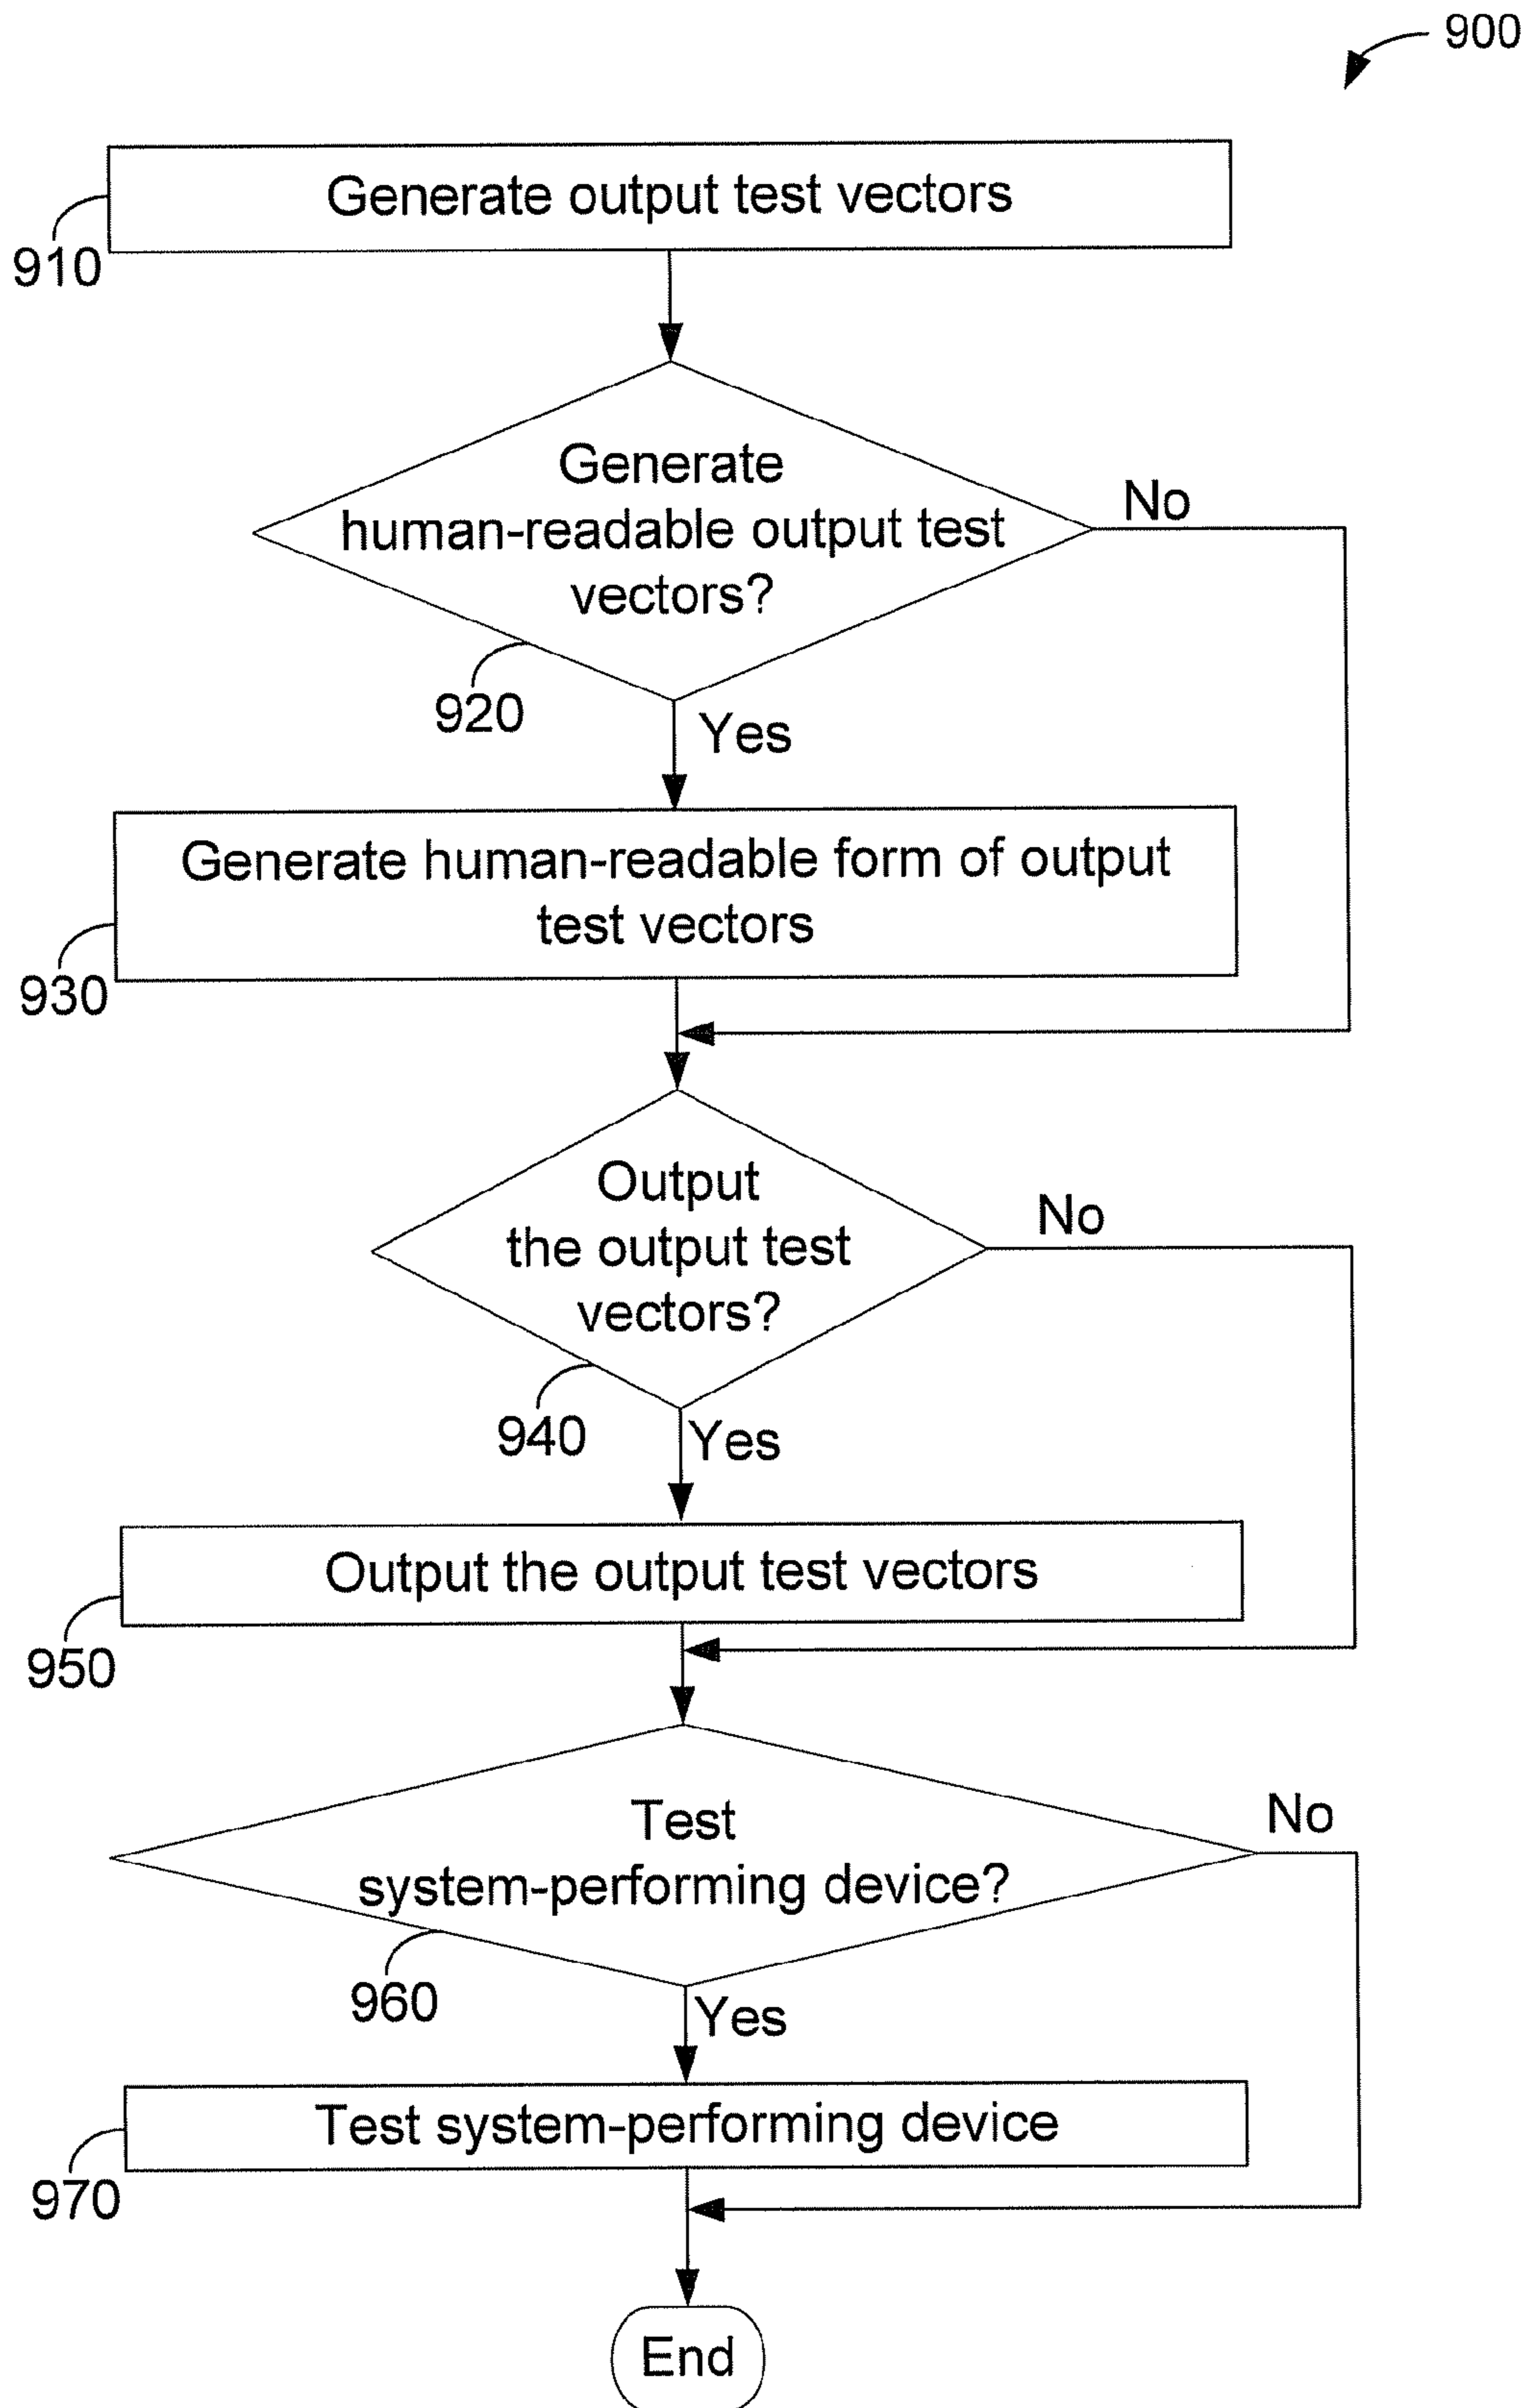 900
Generate output test vectors
910
Generate
human-readable output test
vectors?
No
920
Yes
Generate human-readable form of output
test vectors
930
Output
the output test
vectors?
No
940
Yes
Output the output test vectors
950
Test
system-performing device?
No
960
Yes
Test system-performing device
970
End